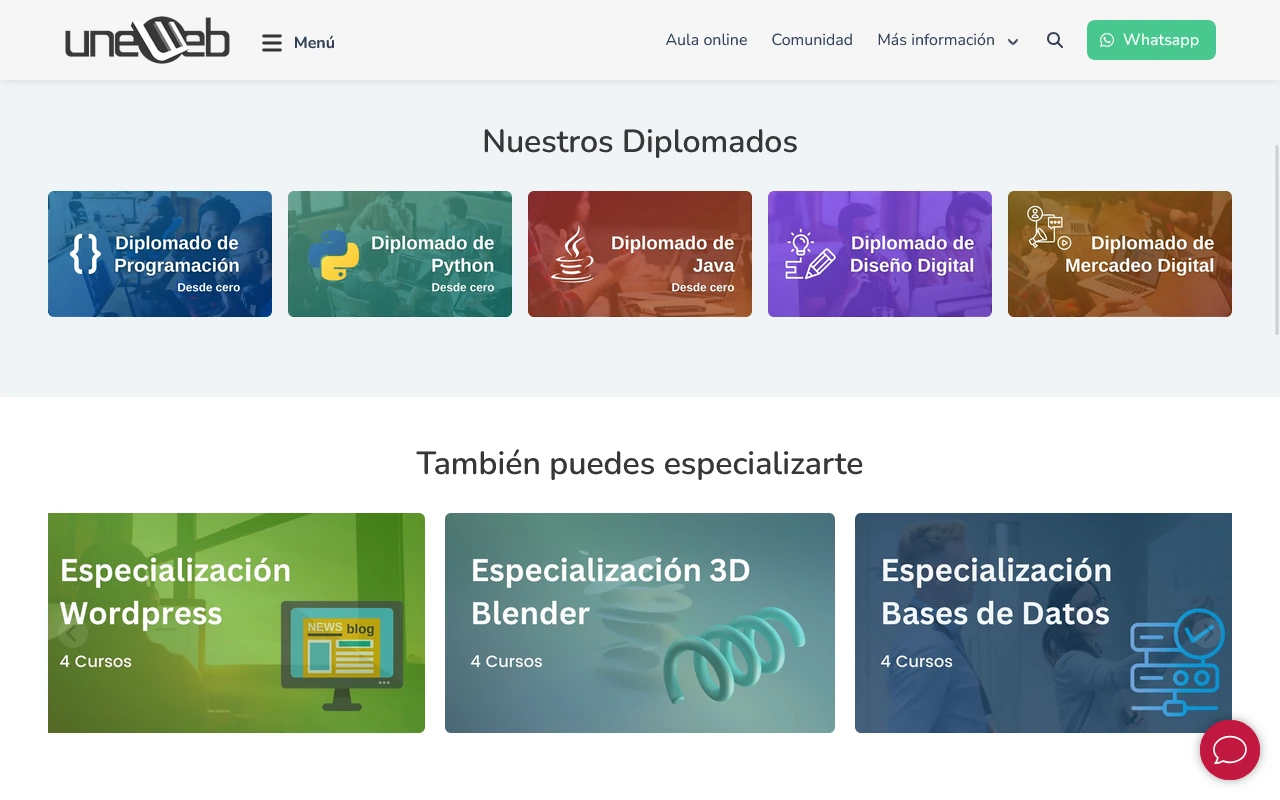 uneweb
Menú
Aula online
Comunidad
Más información
Whatsapp
Nuestros Diplomados
Diplomado de
Programación
Desde cero
Diplomado de
Python
Desde cero
Diplomado de
Java
Desde cero
Diplomado de
Diseño Digital
Diplomado de
Mercadeo Digital
También puedes especializarte
Especialización
Wordpress
4 Cursos
NEWS blog
Especialización 3D
Blender
4 Cursos
Especialización
Bases de Datos
4 Cursos